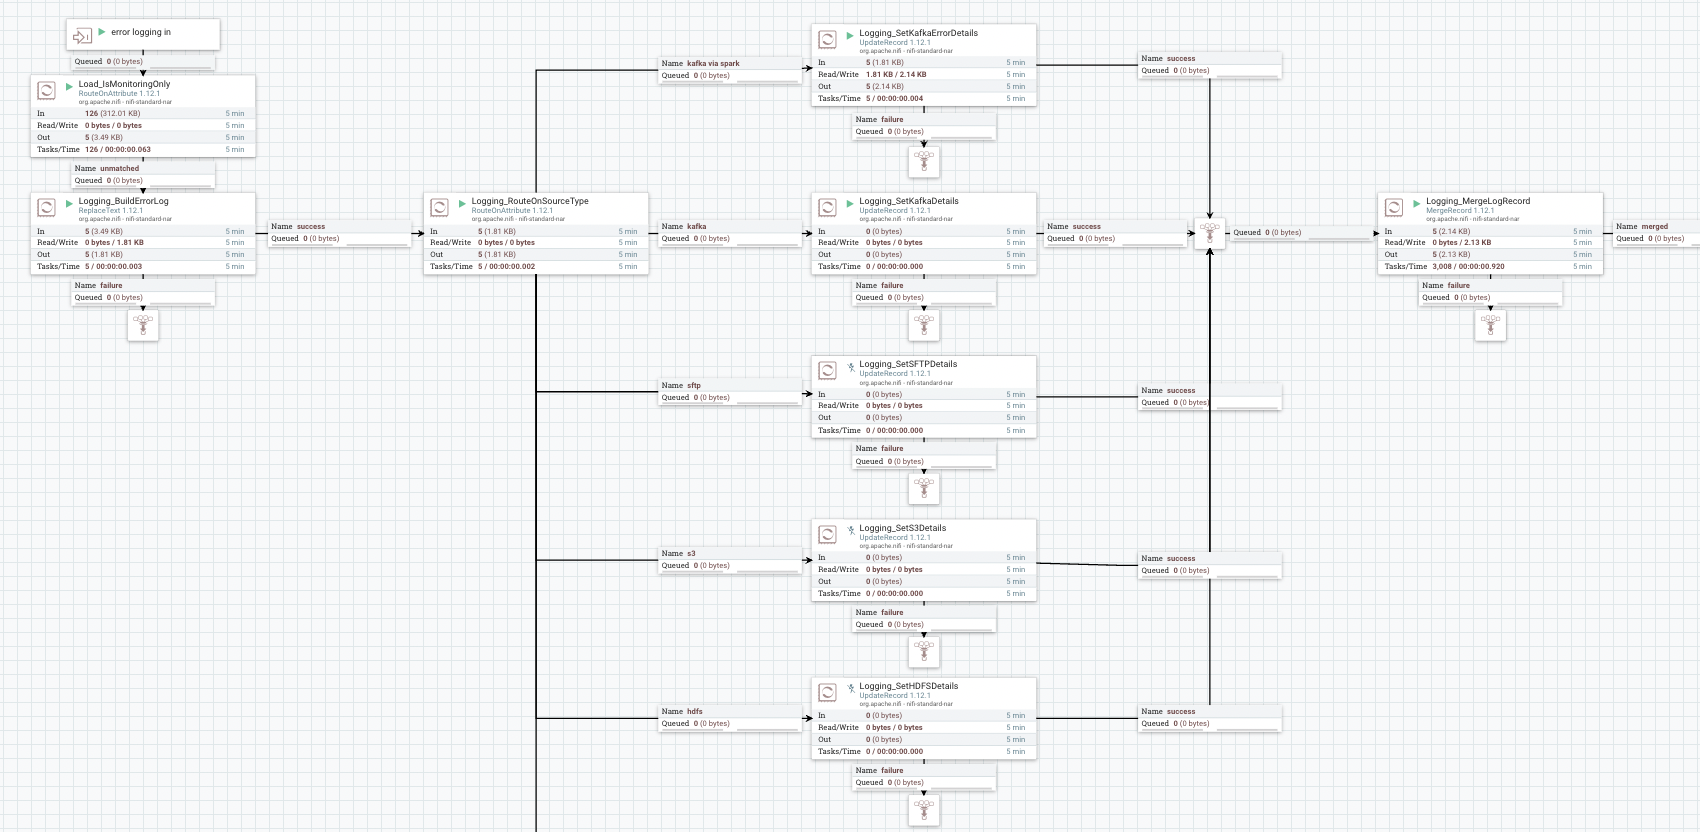 error logging in
Queued 0 (0 bytes)
Load_IsMonitoringOnly
RouteOnAttribute 1.12.1
org.apache.nifi - nifi-standard-nar
In 126 (312.01 KB) 5 min
Read/Write 0 bytes / 0 bytes 5 min
Out 5 (3.49 KB) 5 min
Tasks/Time 126 / 00:00:00.063 5 min
Name unmatched
Queued 0 (0 bytes)
Logging_BuildErrorLog
ReplaceText 1.12.1
org.apache.nifi - nifi-standard-nar
In 5 (3.49 KB) 5 min
Read/Write 0 bytes / 1.81 KB 5 min
Out 5 (1.81 KB) 5 min
Tasks/Time 5 / 00:00:00.003 5 min
Name failure
Queued 0 (0 bytes)
Name success
Queued 0 (0 bytes)
Logging_RouteOnSourceType
RouteOnAttribute 1.12.1
org.apache.nifi - nifi-standard-nar
In 5 (1.81 KB) 5 min
Read/Write 0 bytes / 0 bytes 5 min
Out 5 (1.81 KB) 5 min
Tasks/Time 5 / 00:00:00.002 5 min
Name kafka via spark
Queued 0 (0 bytes)
Logging_SetKafkaErrorDetails
UpdateRecord 1.12.1
org.apache.nifi - nifi-standard-nar
In 5 (1.81 KB) 5 min
Read/Write 1.81 KB / 2.14 KB 5 min
Out 5 (2.14 KB) 5 min
Tasks/Time 5 / 00:00:00.004 5 min
Name failure
Queued 0 (0 bytes)
Name success
Queued 0 (0 bytes)
Name kafka
Queued 0 (0 bytes)
Logging_SetKafkaDetails
UpdateRecord 1.12.1
org.apache.nifi - nifi-standard-nar
In 0 (0 bytes) 5 min
Read/Write 0 bytes / 0 bytes 5 min
Out 0 (0 bytes) 5 min
Tasks/Time 0 / 00:00:00.000 5 min
Name failure
Queued 0 (0 bytes)
Name success
Queued 0 (0 bytes)
Queued 0 (0 bytes)
Logging_MergeLogRecord
MergeRecord 1.12.1
org.apache.nifi - nifi-standard-nar
In 5 (2.14 KB) 5 min
Read/Write 0 bytes / 2.13 KB 5 min
Out 5 (2.13 KB) 5 min
Tasks/Time 3,008 / 00:00:00.920 5 min
Name failure
Queued 0 (0 bytes)
Name merged
Queued 0 (0 bytes)
Name sftp
Queued 0 (0 bytes)
Logging_SetSFTPDetails
UpdateRecord 1.12.1
org.apache.nifi - nifi-standard-nar
In 0 (0 bytes) 5 min
Read/Write 0 bytes / 0 bytes 5 min
Out 0 (0 bytes) 5 min
Tasks/Time 0 / 00:00:00.000 5 min
Name failure
Queued 0 (0 bytes)
Name success
Queued 0 (0 bytes)
Name s3
Queued 0 (0 bytes)
Logging_SetS3Details
UpdateRecord 1.12.1
org.apache.nifi - nifi-standard-nar
In 0 (0 bytes) 5 min
Read/Write 0 bytes / 0 bytes 5 min
Out 0 (0 bytes) 5 min
Tasks/Time 0 / 00:00:00.000 5 min
Name failure
Queued 0 (0 bytes)
Name success
Queued 0 (0 bytes)
Name hdfs
Queued 0 (0 bytes)
Logging_SetHDFSDetails
UpdateRecord 1.12.1
org.apache.nifi - nifi-standard-nar
In 0 (0 bytes) 5 min
Read/Write 0 bytes / 0 bytes 5 min
Out 0 (0 bytes) 5 min
Tasks/Time 0 / 00:00:00.000 5 min
Name failure
Queued 0 (0 bytes)
Name success
Queued 0 (0 bytes)